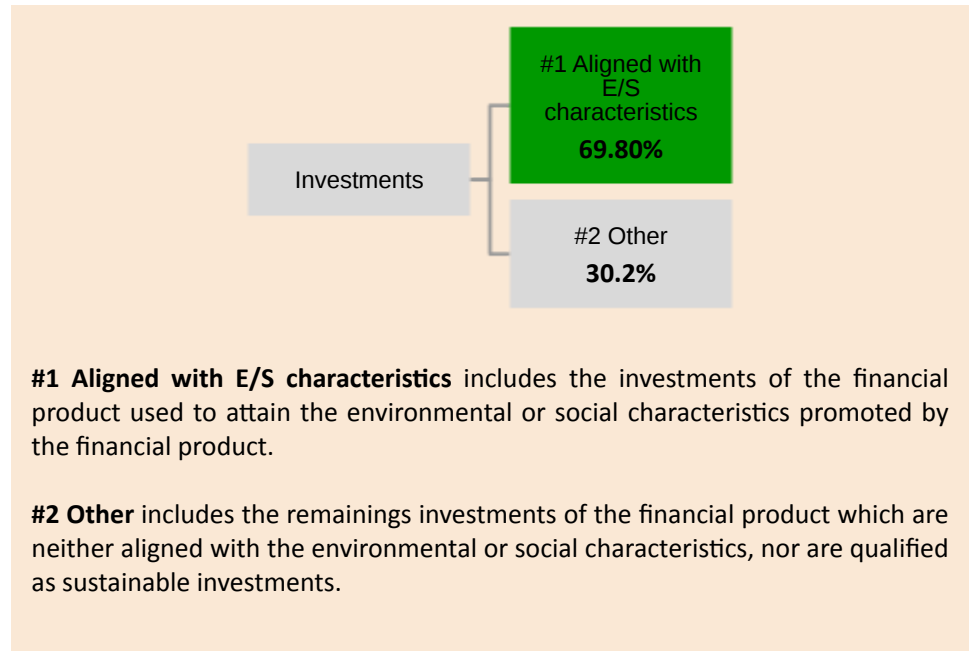 #1 Aligned with
E/S
characteristics
69.80%
Investments
#2 Other
30.2%
#1 Aligned with E/S characteristics includes the investments of the financial
product used to attain the environmental or social characteristics promoted by
the financial product.
#2 Other includes the remainings investments of the financial product which are
neither aligned with the environmental or social characteristics, nor are qualified
as sustainable investments.